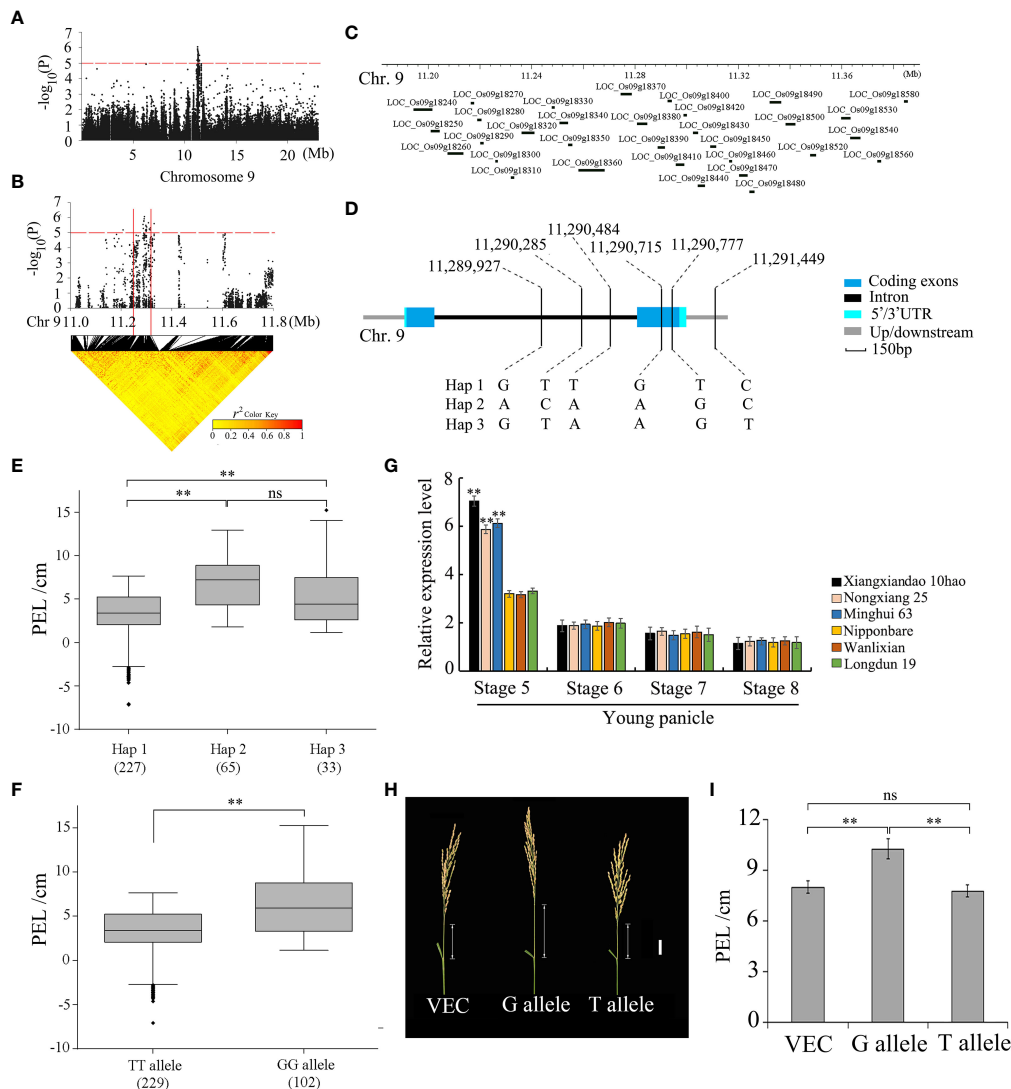 A
-log10(P)
7
6
5
4
3
2
1
0
5 10 15 20 (Mb)
Chromosome 9
B
-log10(P)
7
6
5
4
3
2
1
0
Chr 9 11.0 11.2 11.4 11.6 11.8 (Mb)
r2 Color Key
0 0.2 0.4 0.6 0.8 1
C
Chr. 9
11.20 11.24 11.28 11.32 11.36 (Mb)
LOC_Os09g18240
LOC_Os09g18250
LOC_Os09g18260
LOC_Os09g18270
LOC_Os09g18280
LOC_Os09g18290
LOC_Os09g18300
LOC_Os09g18310
LOC_Os09g18320
LOC_Os09g18330
LOC_Os09g18340
LOC_Os09g18350
LOC_Os09g18360
LOC_Os09g18370
LOC_Os09g18380
LOC_Os09g18390
LOC_Os09g18400
LOC_Os09g18410
LOC_Os09g18420
LOC_Os09g18430
LOC_Os09g18440
LOC_Os09g18450
LOC_Os09g18460
LOC_Os09g18470
LOC_Os09g18480
LOC_Os09g18490
LOC_Os09g18500
LOC_Os09g18520
LOC_Os09g18530
LOC_Os09g18540
LOC_Os09g18560
LOC_Os09g18580
D
11,289,927
11,290,285
11,290,484
11,290,715
11,290,777
11,291,449
Chr. 9
Coding exons
Intron
5'/3'UTR
Up/downstream
150bp
Hap 1 G T T G T C
Hap 2 A C A A G C
Hap 3 G T A A G T
E
PEL /cm
15
10
5
0
-5
-10
**
** ns
Hap 1 Hap 2 Hap 3
(227) (65) (33)
F
PEL /cm
15
10
5
0
-5
-10
**
TT allele GG allele
(229) (102)
G
Relative expression level
8
6
4
2
0
** ** **
Stage 5 Stage 6 Stage 7 Stage 8
Young panicle
Xiangxiandao 10hao
Nongxiang 25
Minghui 63
Nipponbare
Wanlixian
Longdun 19
H
VEC G allele T allele
I
PEL /cm
12
9
6
3
0
ns
** **
VEC G allele T allele